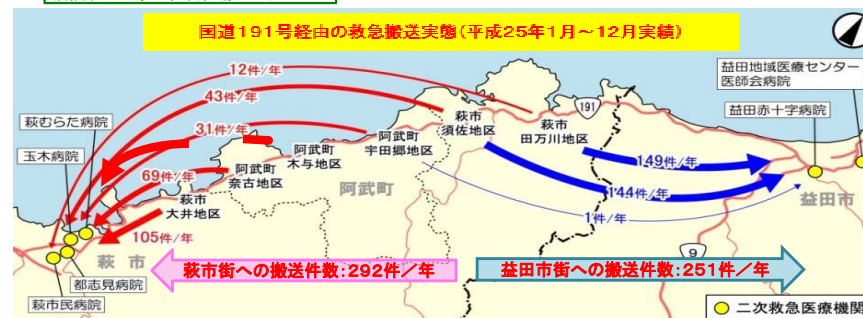 国道191号経由の救急搬送実態(平成25年1月～12月実績)
益田地域医療センター
医師会病院
益田赤十字病院
12件/年
43件/年
31件/年
萩むらた病院
玉木病院
69件/年
105件/年
萩市
須佐地区
191
萩市
田万川地区
阿武町
宇田郷地区
阿武町
木与地区
阿武町
奈古地区
萩市
大井地区
阿武町
149件/年
144件/年
1件/年
益田市
9
萩市
萩市街への搬送件数:292件/年
益田市街への搬送件数:251件/年
都志見病院
萩市民病院
二次救急医療機関